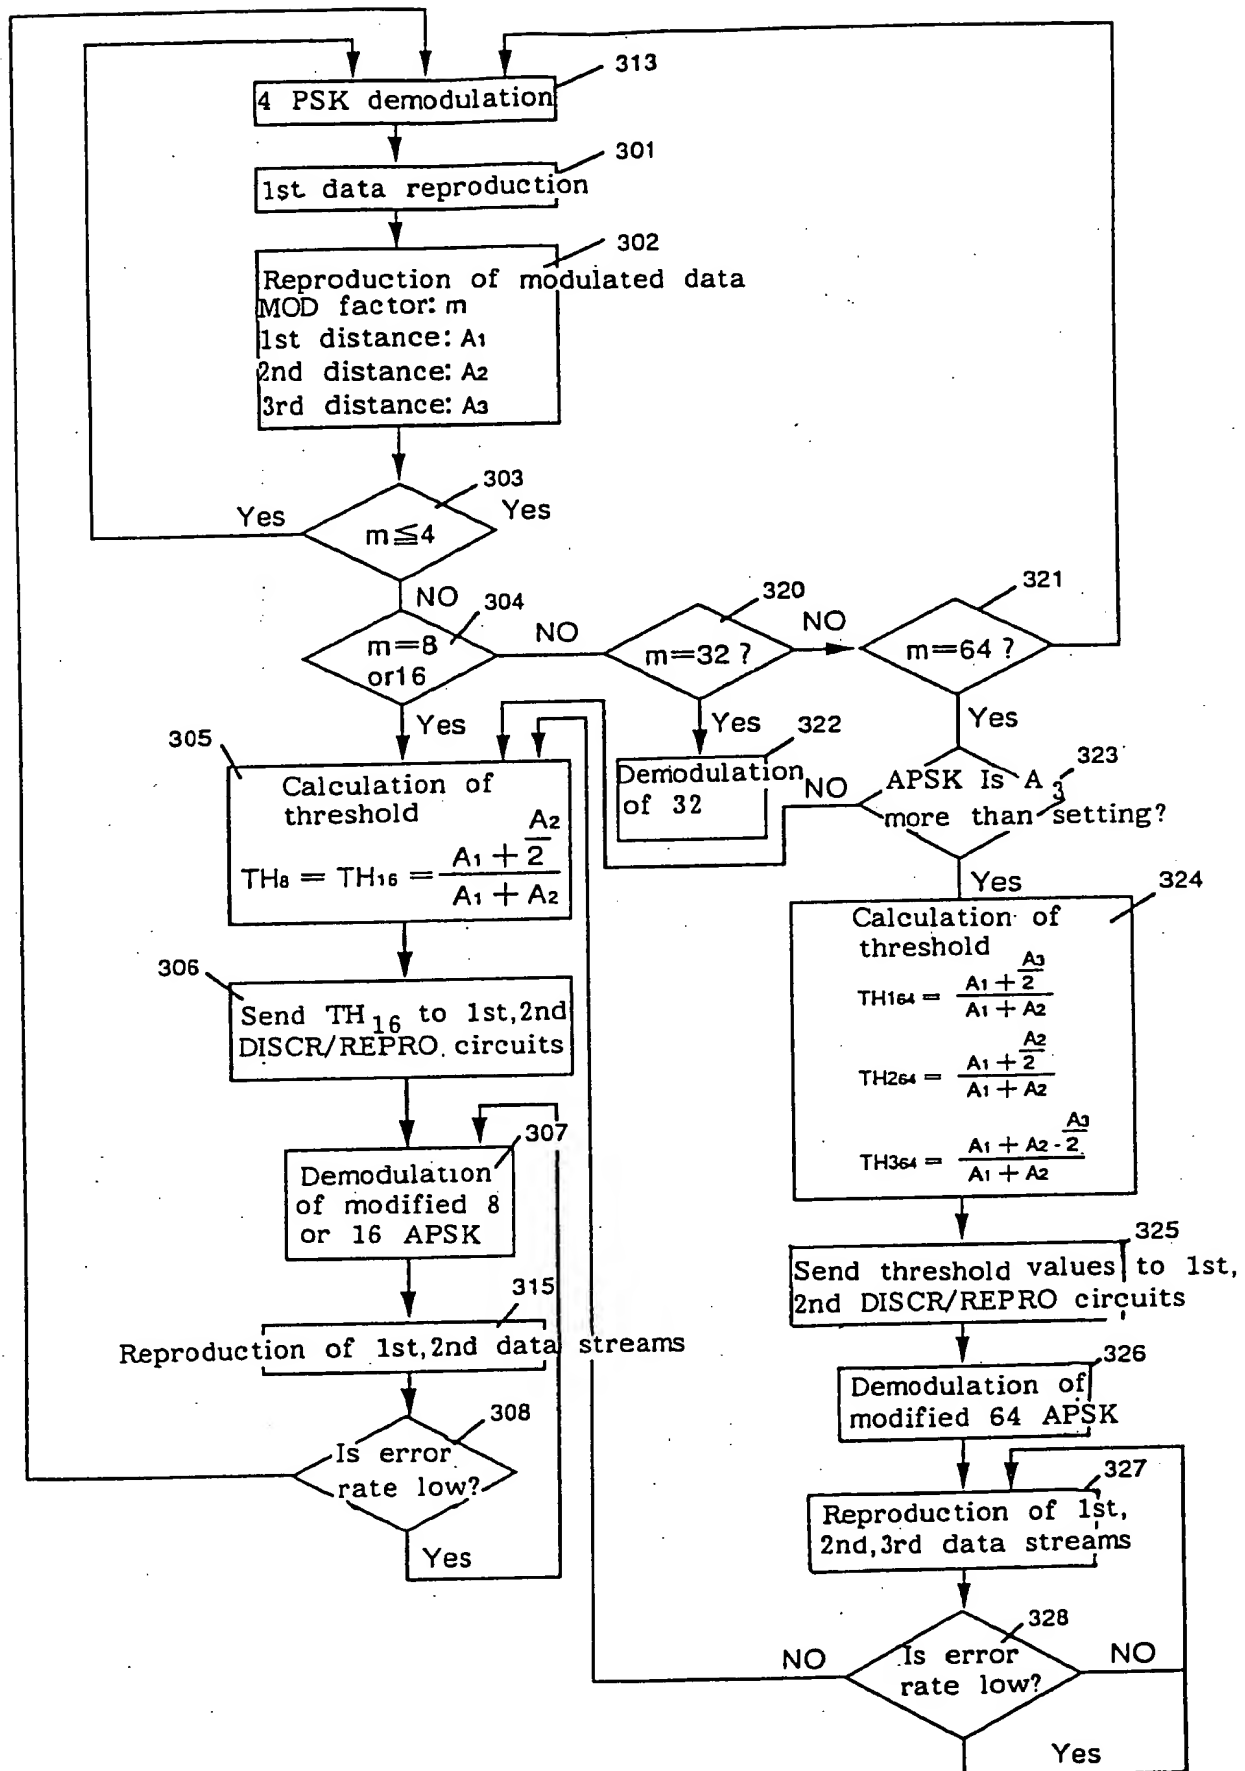 313
4 PSK demodulation
301
1st data reproduction
302
Reproduction of modulated data
MOD factor: m
1st distance: A1
2nd distance: A2
3rd distance: A3
303
Yes
Yes
m≦4
NO
304
m=8
or16
NO
320
m=32 ?
NO
321
m=64 ?
Yes
Yes
Yes
305
Calculation of
threshold
TH8 = TH16 = (A1 + A2/2) / (A1 + A2)
322
Demodulation
of 32
NO
APSK Is A3
323
more than setting?
Yes
324
Calculation of
threshold
TH164 = (A1 + A3/2) / (A1 + A2)
TH264 = (A1 + A2/2) / (A1 + A2)
TH364 = (A1 + A2 - A3/2) / (A1 + A2)
306
Send TH16 to 1st,2nd
DISCR/REPRO. circuits
307
Demodulation
of modified 8
or 16 APSK
315
Reproduction of 1st,2nd data streams
308
Is error
rate low?
Yes
325
Send threshold values to 1st,
2nd DISCR/REPRO circuits
326
Demodulation of
modified 64 APSK
327
Reproduction of 1st,
2nd,3rd data streams
328
NO
Is error
rate low?
NO
Yes